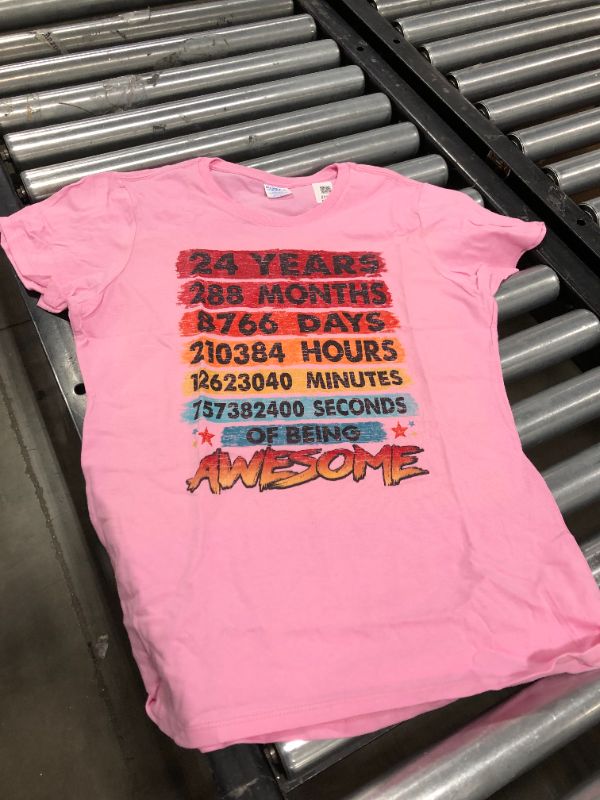 24 YEARS
288 MONTHS
8766 DAYS
210384 HOURS
12623040 MINUTES
757382400 SECONDS
OF BEING
AWESOME